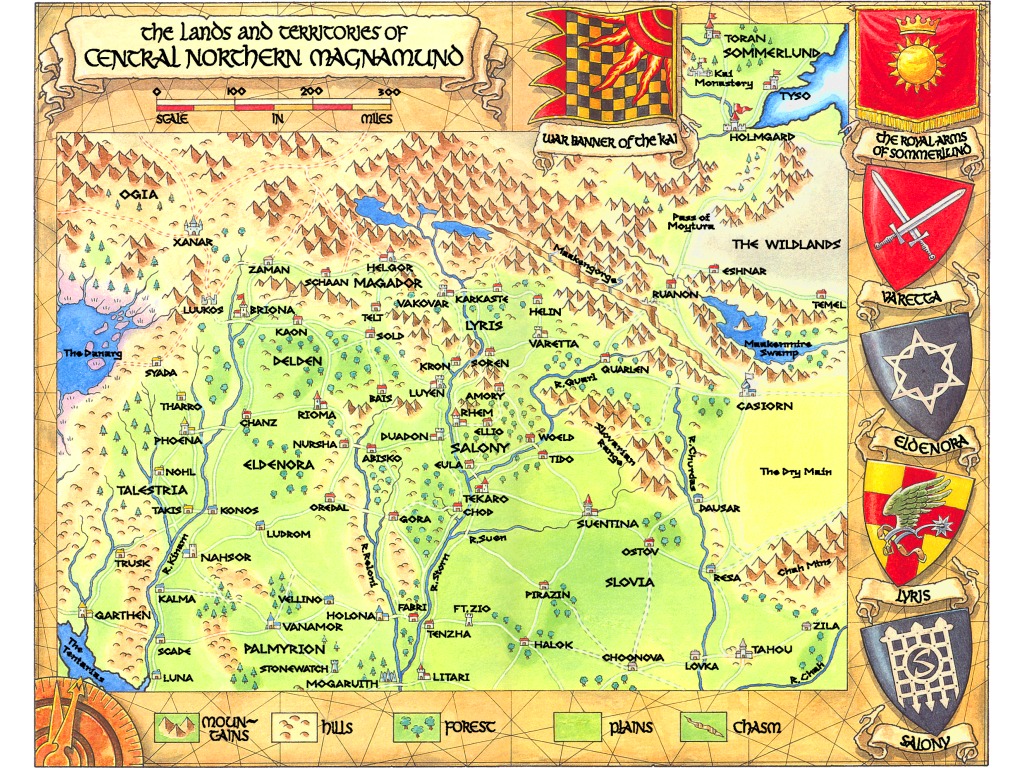 the Lands and territories of
CENTRAL NORTHERN MAGNAMUND
0 100 200 300
SCALE IN MILES
WAR BANNER of the KAI
THE ROYAL ARMS
OF SOMMERLUND
TORAN
SOMMERLUND
Kai
Monastery
TYSO
HOLMGARD
OGIA
XANAR
Pass of
Moytura
THE WILDLANDS
ZAMAN
HELGOR
SCHAAN
MAGADOR
Maakengorge
ESHNAR
VAKOVAR
KARKASTE
RUANON
TEMEL
VARETTA
LUUKOS
BRIONA
TELT
HELIN
KAON
SOLD
LYRIS
VARETTA
Maakenmire
Swamp
The Danarg
DELDEN
KRON
SOREN
SYADA
QUARLEN
R. Quarl
THARRO
BAIS
LUYEN
AMORY
CASIORN
RIOMA
RHEM
CHANZ
ELLIO
PHOENA
DUADON
SALONY
WOELD
Slovarian
Range
R. Churdas
ELDENORA
NURSHA
ABISKO
EULA
TIDO
ELDENORA
NOHL
The Dry Main
TALESTRIA
TEKARO
TAKIS
KONOS
OREDAL
GORA
CHOD
SUENTINA
DAUSAR
LUDROM
R. Suen
R. Kinam
OSTOV
TRUSK
NAHSOR
R. Storn
RESA
Chah Mtns
SLOVIA
LYRIS
KALMA
VELLINO
PIRAZIN
GARTHEN
HOLONA
FABRI
FT. ZIO
VANAMOR
TENZHA
ZILA
The
Tentarias
SCADE
PALMYRION
HALOK
CHOONOVA
TAHOU
STONEWATCH
LOVKA
LUNA
MOGARUITH
LITARI
R. Chah
MOUN~
TAINS
hills
FOREST
plains
CHASM
S
SALONY